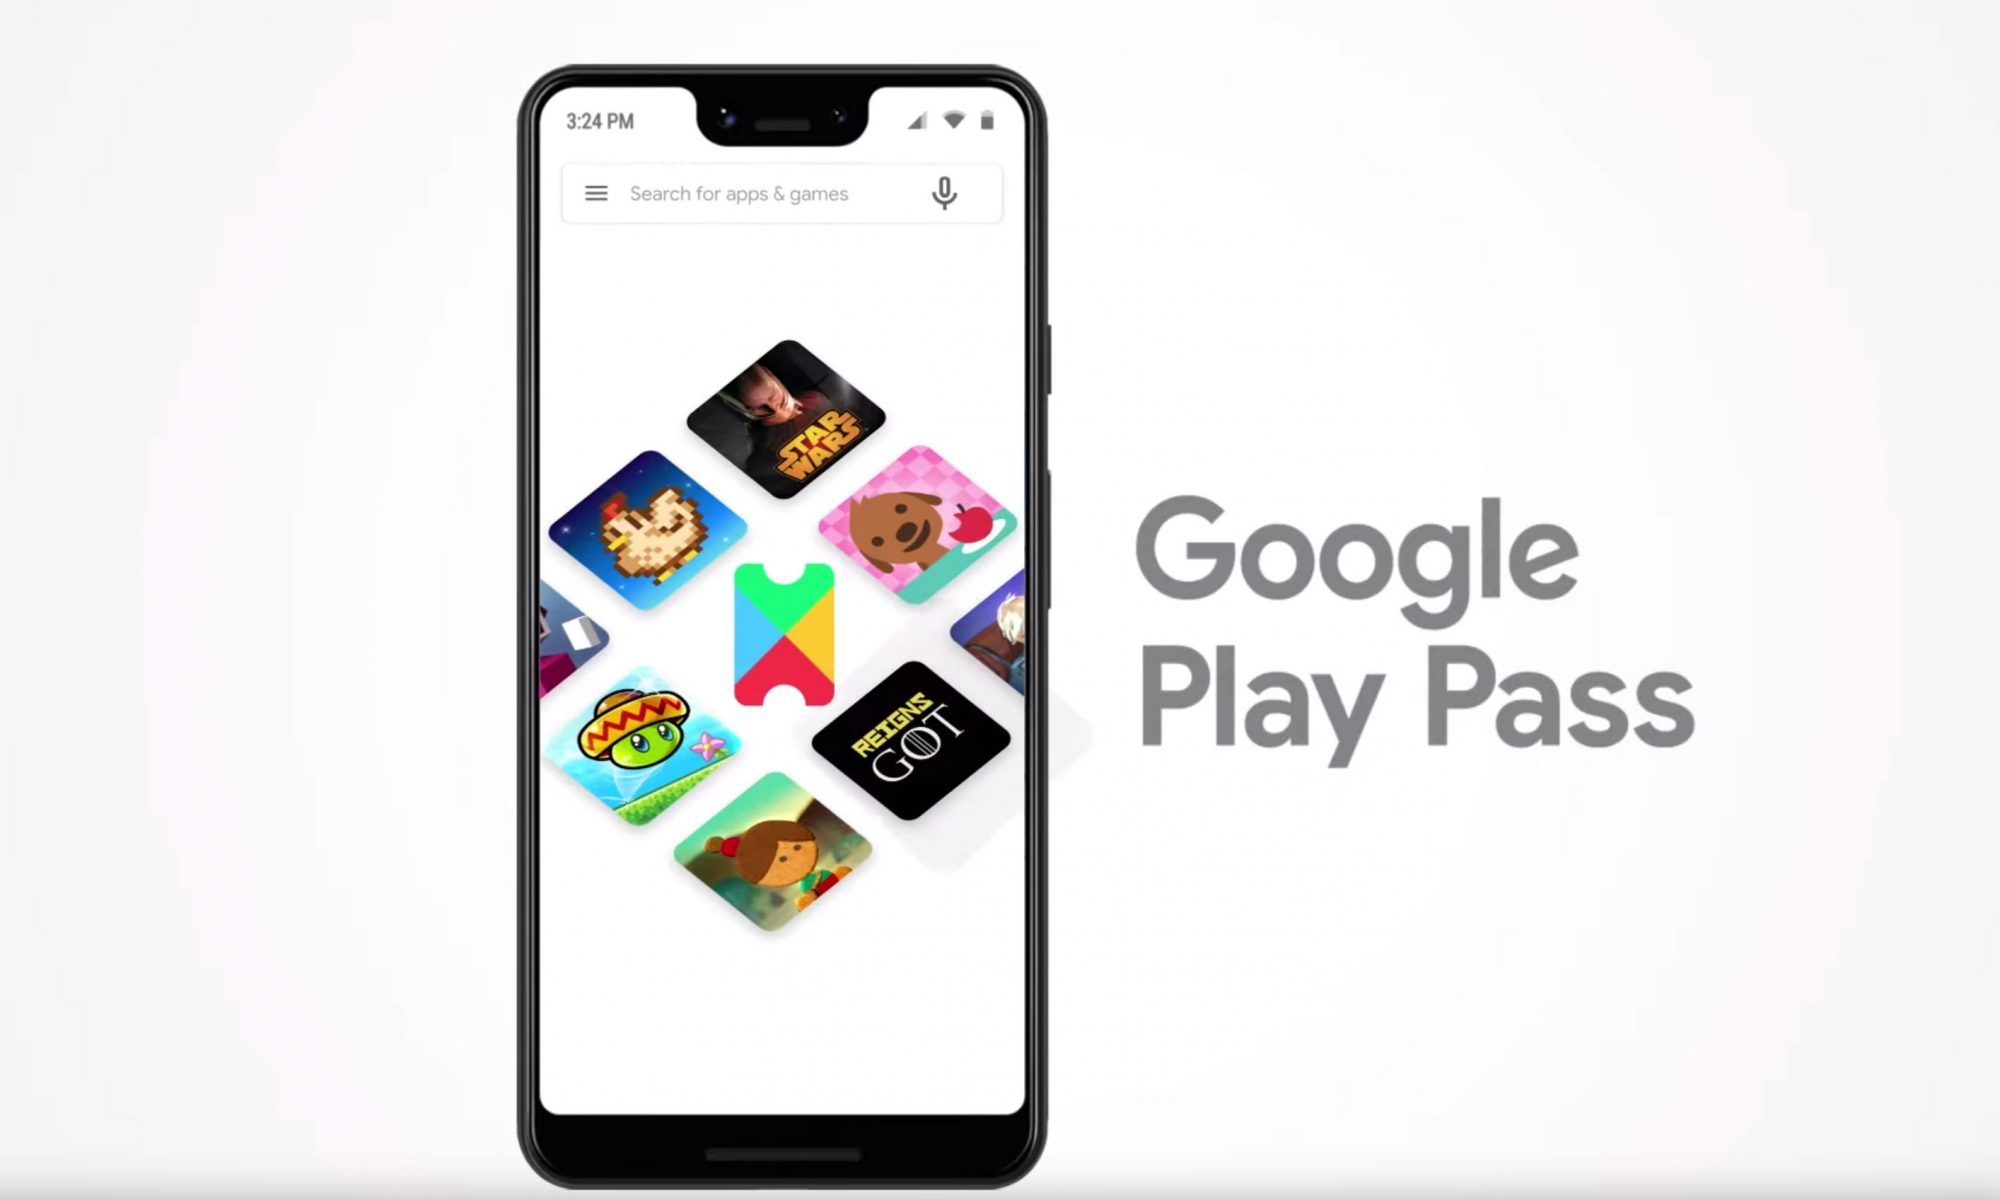 3:24 PM
Search for apps & games
STAR
WARS
REIGNS
GOT
Google
Play Pass